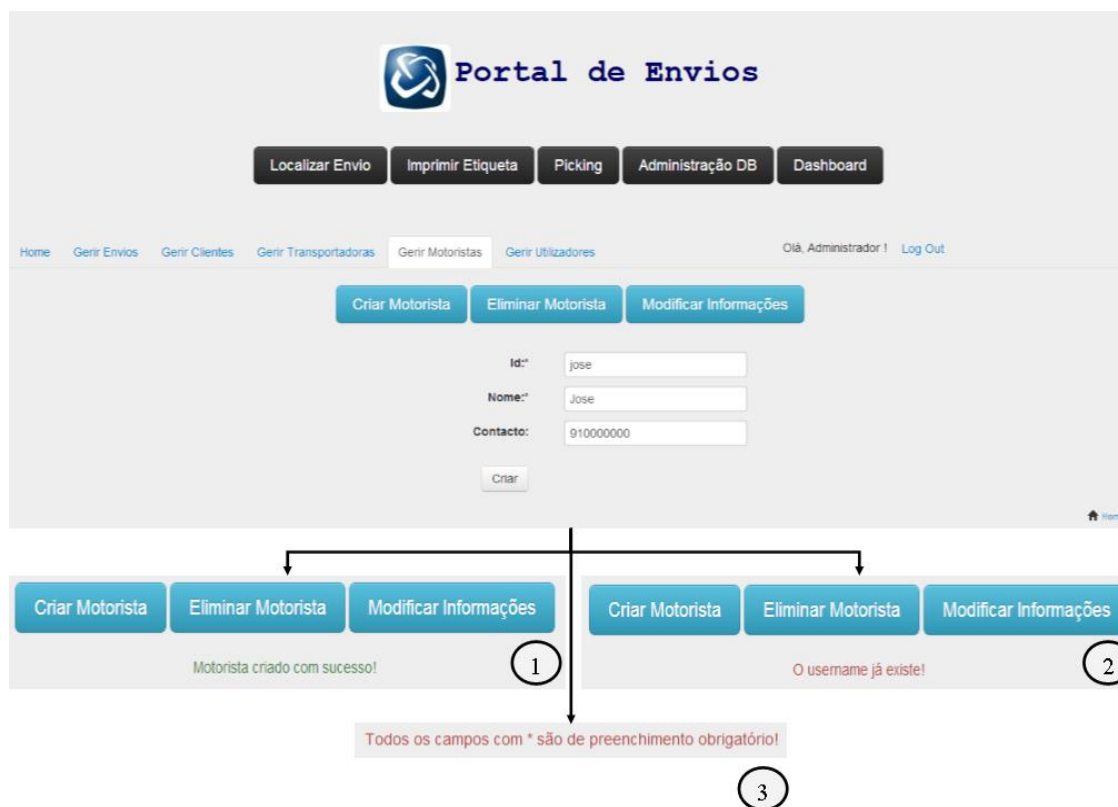 Portal de Envios
Localizar Envio Imprimir Etiqueta Picking Administração DB Dashboard
Home Gerir Envios Gerir Clientes Gerir Transportadoras Gerir Motoristas Gerir Utilizadores Olá, Administrador ! Log Out
Criar Motorista Eliminar Motorista Modificar Informações
Id:* jose
Nome:* Jose
Contacto: 910000000
Criar
Criar Motorista Eliminar Motorista Modificar Informações
Motorista criado com sucesso!
1
Criar Motorista Eliminar Motorista Modificar Informações
O username já existe!
2
Todos os campos com * são de preenchimento obrigatório!
3